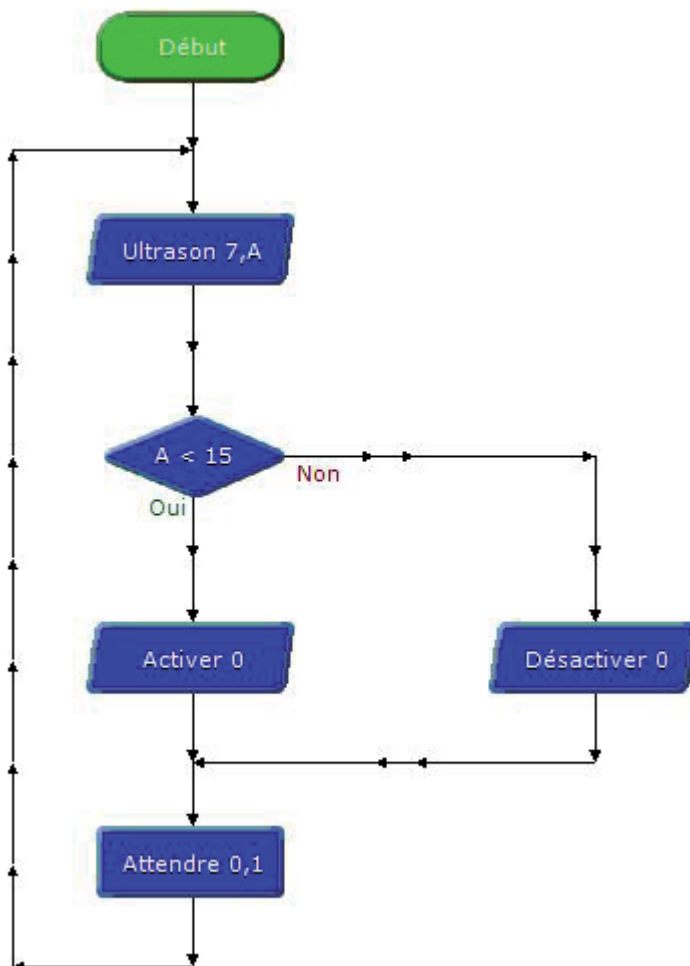 Début
Ultrason 7,A
A < 15
Non
Oui
Activer 0
Désactiver 0
Attendre 0,1